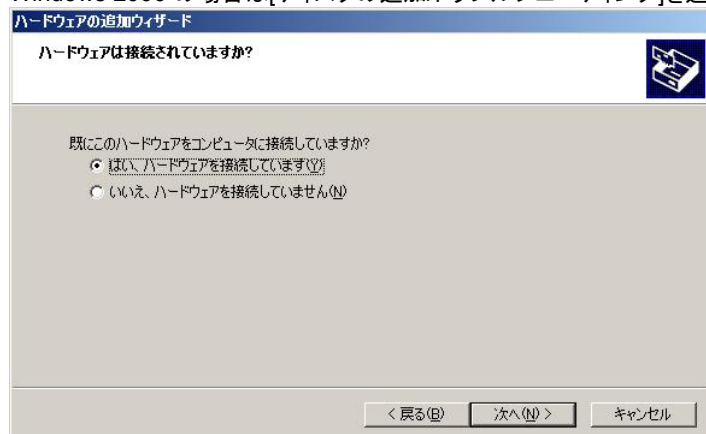 ハードウェアの追加ウィザード
ハードウェアは接続されていますか?
既にこのハードウェアをコンピュータに接続していますか?
はい、ハードウェアを接続しています(Y)
いいえ、ハードウェアを接続していません(N)
< 戻る(B)
次へ(N) >
キャンセル